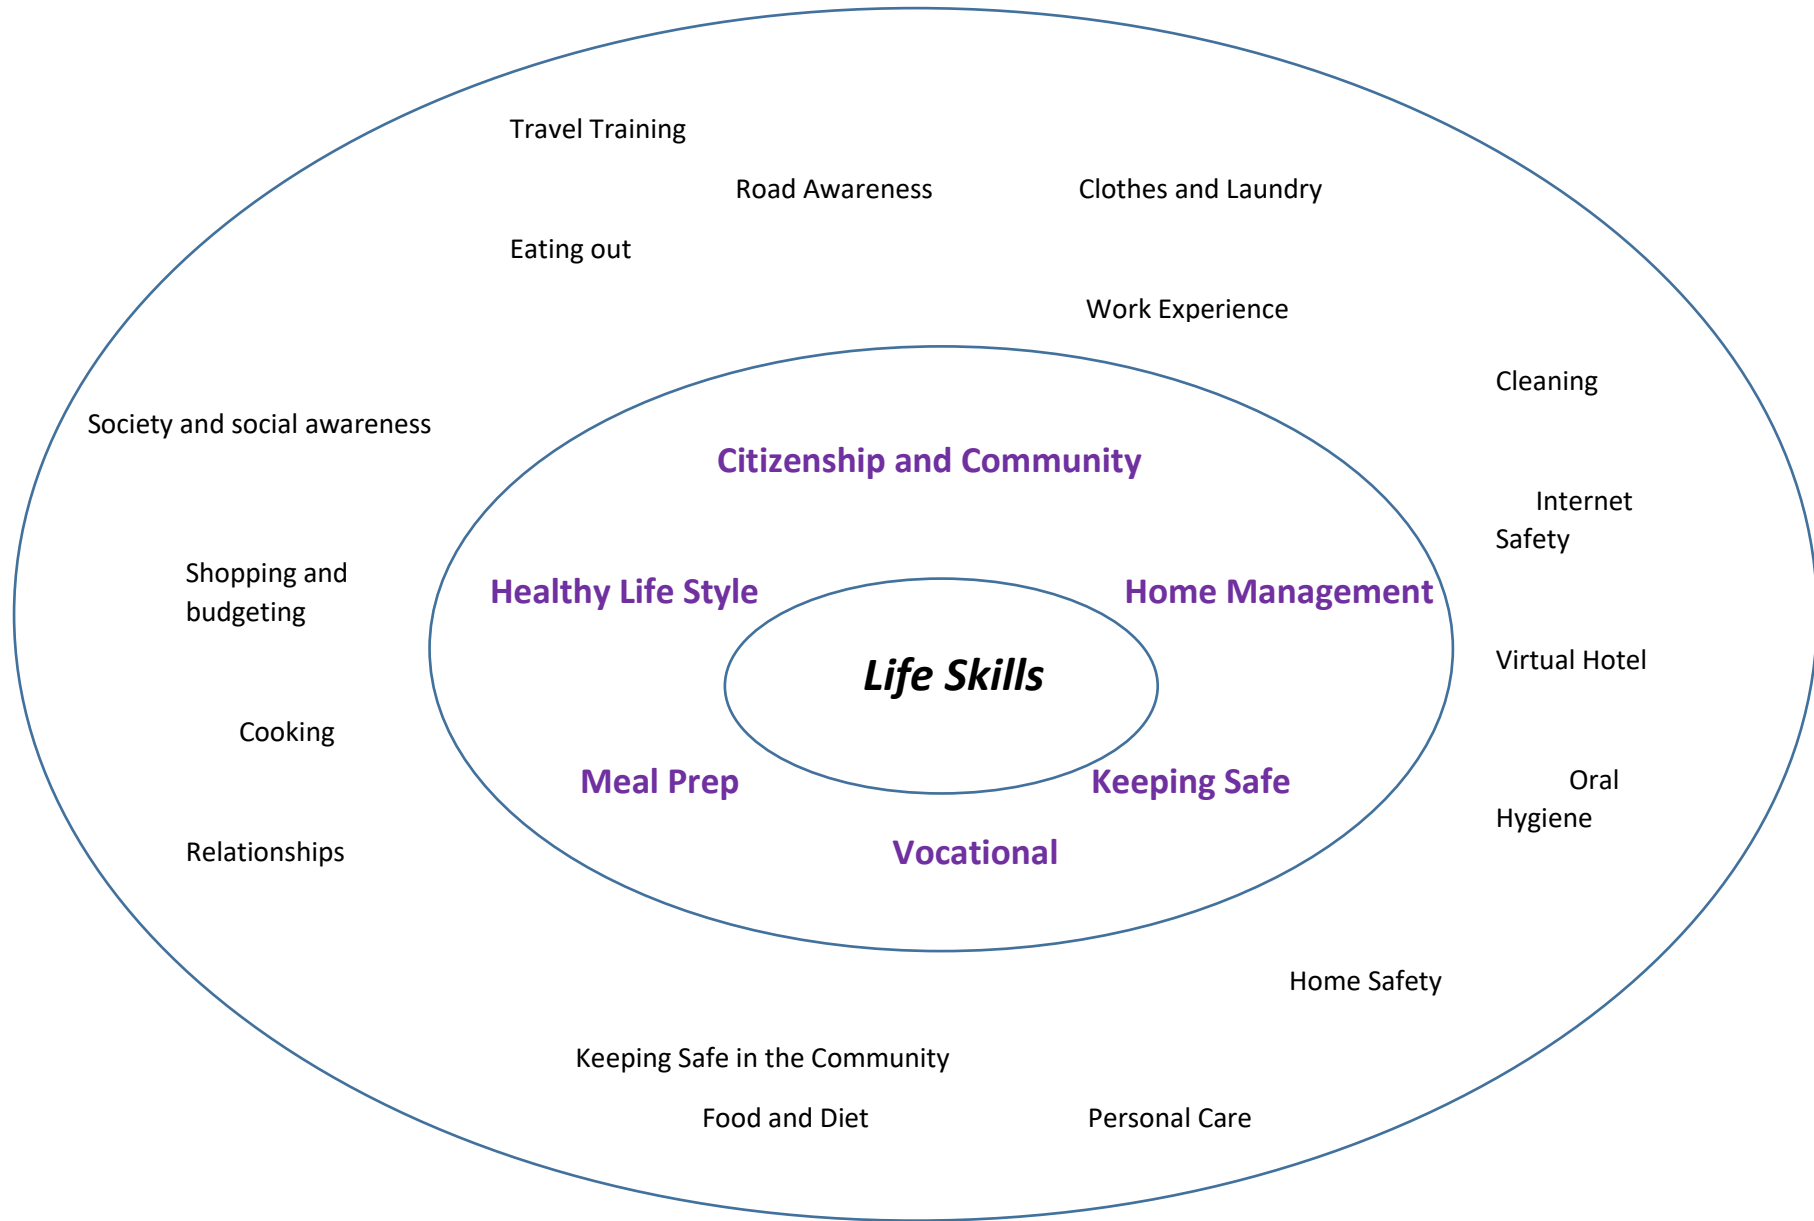 Travel Training
Road Awareness
Clothes and Laundry
Eating out
Work Experience
Cleaning
Society and social awareness
Citizenship and Community
Internet
Safety
Shopping and
budgeting
Healthy Life Style
Home Management
Life Skills
Virtual Hotel
Cooking
Meal Prep
Keeping Safe
Oral
Hygiene
Relationships
Vocational
Home Safety
Keeping Safe in the Community
Food and Diet
Personal Care